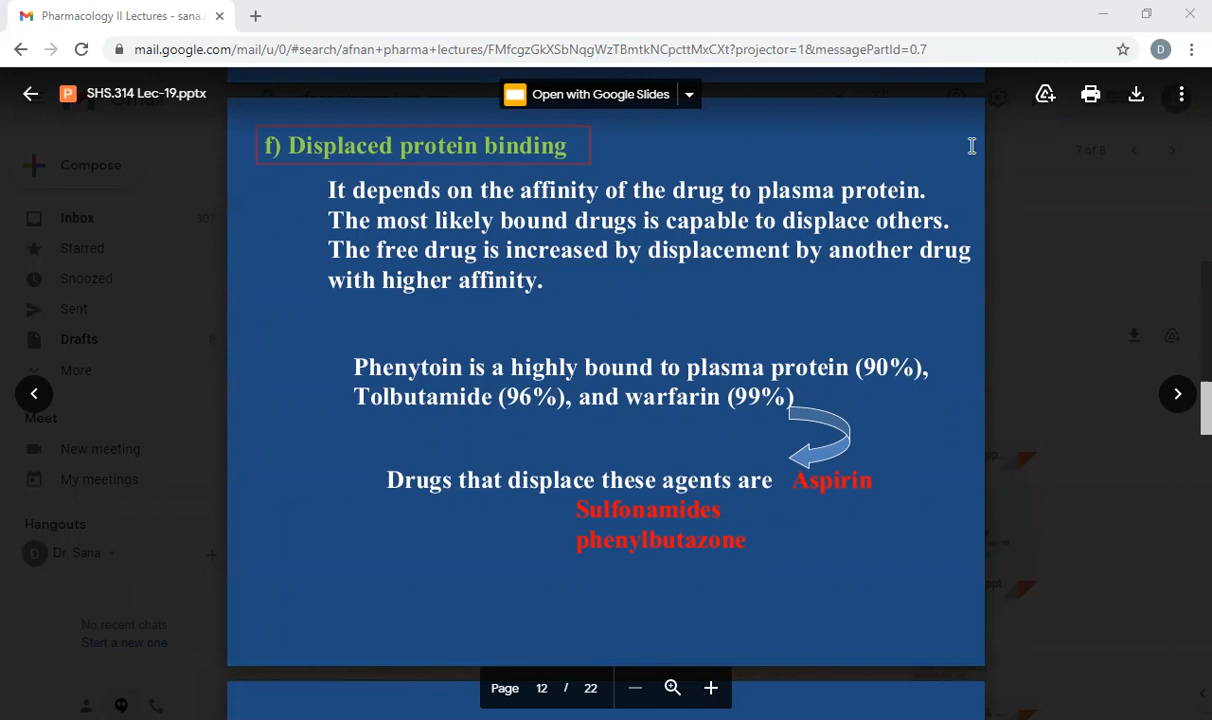 Pharmacology II Lectures - sana.
mail.google.com/mail/u/0/#search/afnan+pharma+lectures/FMfcgzGkXSbNqgWzTBmtkNCpcttMxCXt?projector=1&messagePartId=0.7
D
SHS.314 Lec-19.pptx
Open with Google Slides
7 of 8
Compose
Inbox
Starred
Snoozed
Sent
Drafts 8
More
Meet
New meeting
My meetings
Hangouts
D Dr. Sana
No recent chats
Start a new one
f) Displaced protein binding
It depends on the affinity of the drug to plasma protein.
The most likely bound drugs is capable to displace others.
The free drug is increased by displacement by another drug
with higher affinity.
Phenytoin is a highly bound to plasma protein (90%),
Tolbutamide (96%), and warfarin (99%)
Drugs that displace these agents are Aspirin
Sulfonamides
phenylbutazone
Page 12 / 22